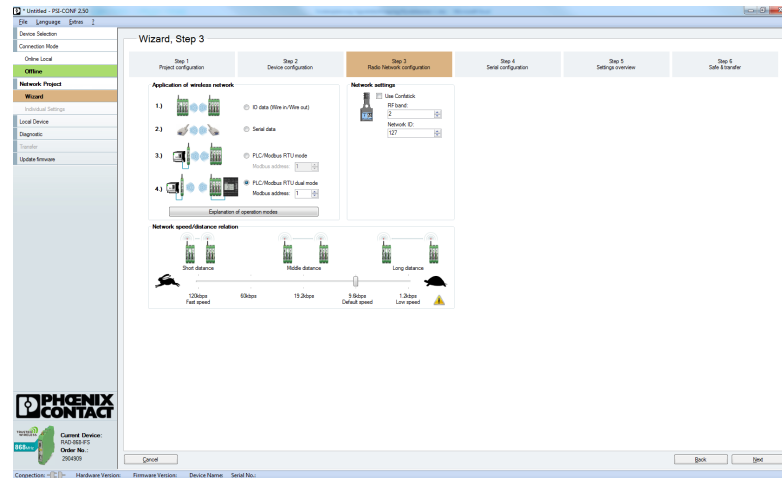 * Untitled - PSI-CONF 2.50
File Language Extras ?
Device Selection
Connection Mode
Online Local
Offline
Network Project
Wizard
Individual Settings
Local Device
Diagnostic
Transfer
Update firmware
Wizard, Step 3
Step 1
Project configuration
Step 2
Device configuration
Step 3
Radio Network configuration
Step 4
Serial configuration
Step 5
Settings overview
Step 6
Safe & transfer
Application of wireless network
1.) IO data (Wire in/Wire out)
2.) Serial data
3.) PLC/Modbus RTU mode
Modbus address: 1
4.) PLC/Modbus RTU dual mode
Modbus address: 1
Explanation of operation modes
Network settings
Use Confstick
RF band:
2
Network ID:
127
Network speed/distance relation
Short distance Middle distance Long distance
120kbps 60kbps 19.2kbps 9.6kbps 1.2kbps
Fast speed Default speed Low speed
PHŒNIX
CONTACT
TRUSTED
WIRELESS
868MHz
Current Device:
RAD-868-IFS
Order No.:
2904909
Cancel Back Next
Connection: Hardware Version: Firmware Version: Device Name: Serial No.: